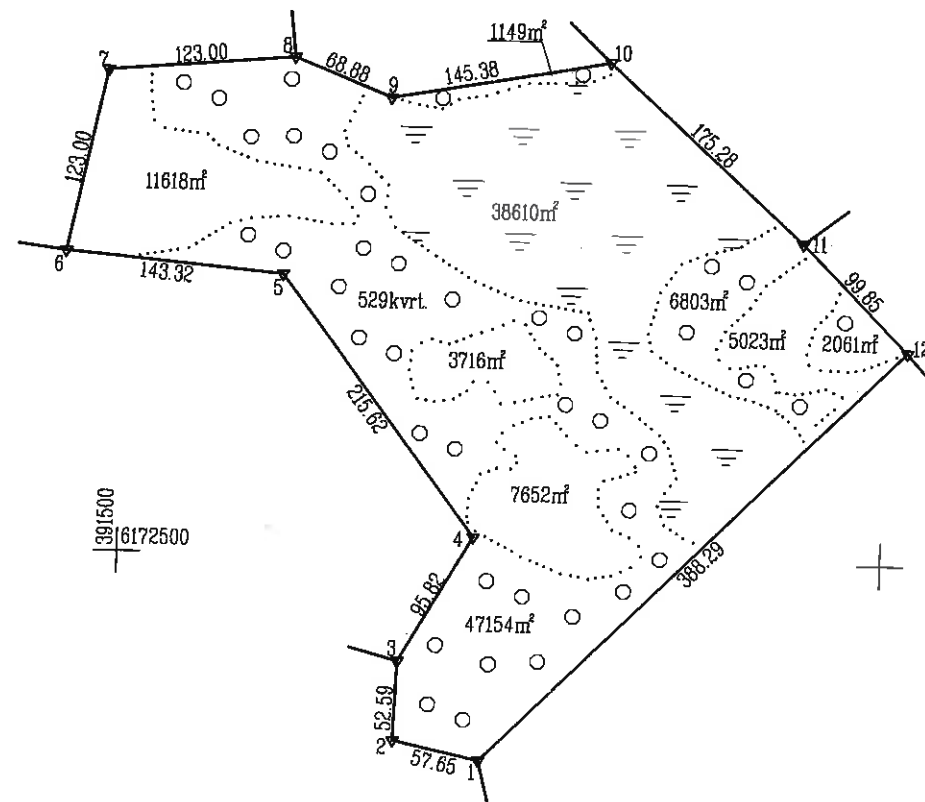 1149m²
10
8
7
123.00
68.88
9
145.38
175.28
123.00
11618m²
38610m²
11
6
143.32
5
529kvrt.
6803m²
99.85
5023m²
2061m²
12
3716m²
215.62
7652m²
391500
6172500
4
388.29
95.82
47154m²
3
52.59
2
57.65
1